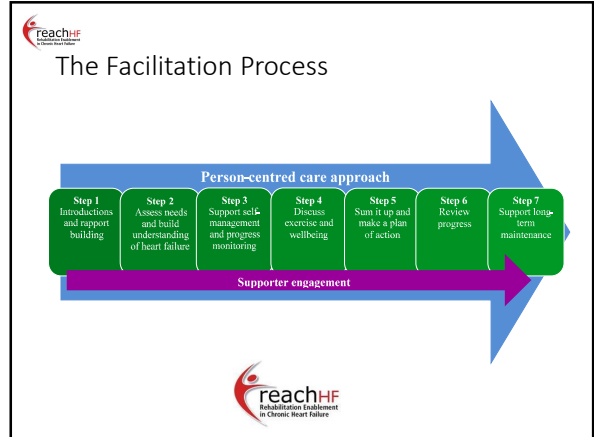 reachHF
Rehabilitation Enablement
in Chronic Heart Failure
The Facilitation Process
Person-centred care approach
Step 1
Introductions
and rapport
building
Step 2
Assess needs
and build
understanding
of heart failure
Step 3
Support self-
management
and progress
monitoring
Step 4
Discuss
exercise and
wellbeing
Step 5
Sum it up and
make a plan
of action
Step 6
Review
progress
Step 7
Support long-
term
maintenance
Supporter engagement
reachHF
Rehabilitation Enablement
in Chronic Heart Failure